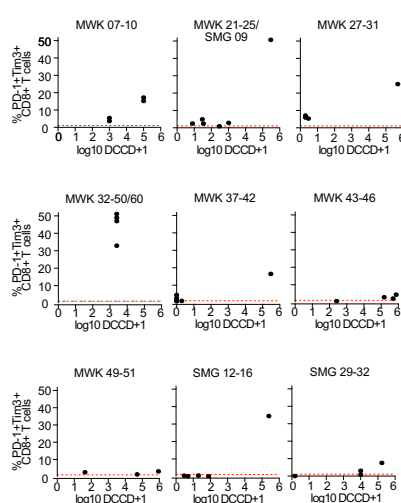 MWK 07-10
% PD-1+Tim3+
CD8+ T cells
50
40
30
20
10
0
0 1 2 3 4 5 6
log10 DCCD+1
MWK 21-25/
SMG 09
0 1 2 3 4 5 6
log10 DCCD+1
MWK 27-31
0 1 2 3 4 5 6
log10 DCCD+1
MWK 32-50/60
% PD-1+Tim3+
CD8+ T cells
50
40
30
20
10
0
0 1 2 3 4 5 6
log10 DCCD+1
MWK 37-42
0 1 2 3 4 5 6
log10 DCCD+1
MWK 43-46
0 1 2 3 4 5 6
log10 DCCD+1
MWK 49-51
% PD-1+Tim3+
CD8+ T cells
50
40
30
20
10
0
0 1 2 3 4 5 6
log10 DCCD+1
SMG 12-16
0 1 2 3 4 5 6
log10 DCCD+1
SMG 29-32
0 1 2 3 4 5 6
log10 DCCD+1